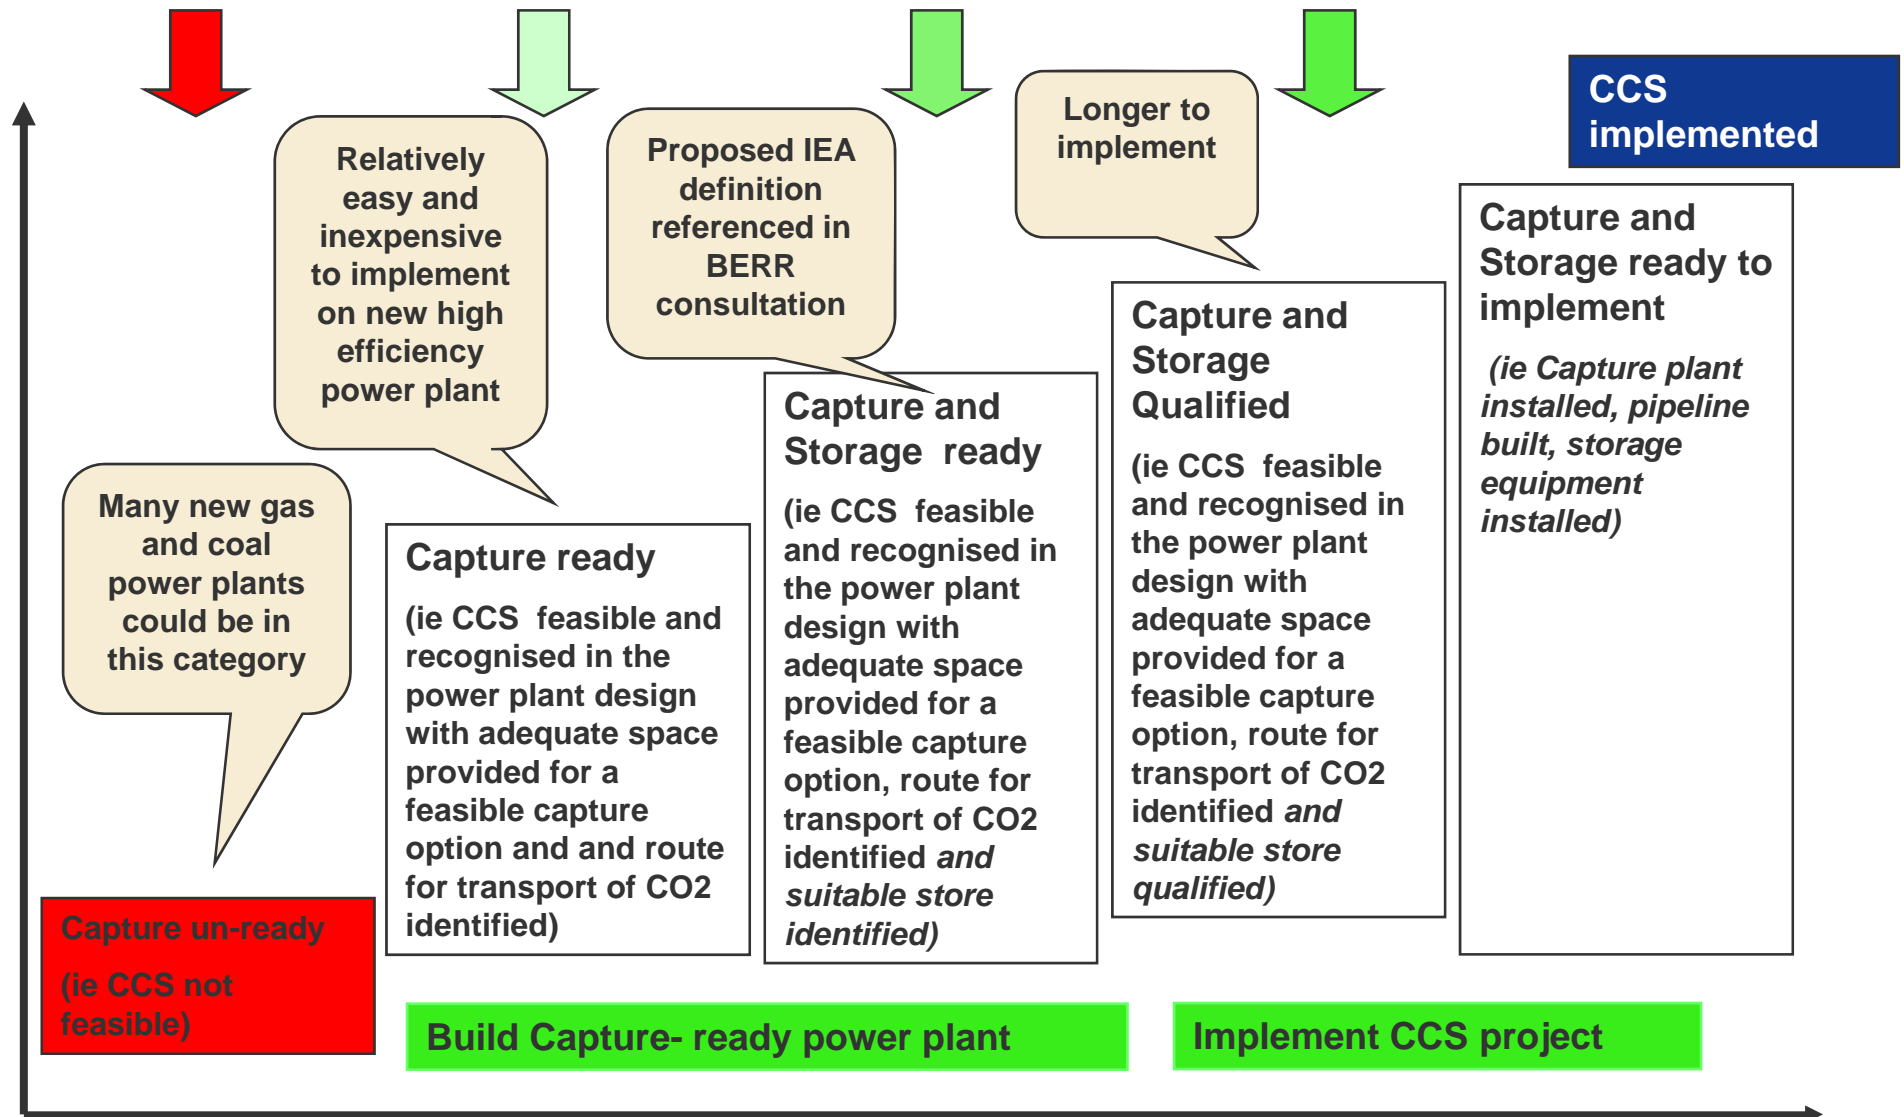 Many new gas
and coal
power plants
could be in
this category
Capture un-ready
(ie CCS not
feasible)
Relatively
easy and
inexpensive
to implement
on new high
efficiency
power plant
Capture ready
(ie CCS  feasible and
recognised in the
power plant design
with adequate space
provided for a
feasible capture
option and and route
for transport of CO2
identified)
Proposed IEA
definition
referenced in
BERR
consultation
Capture and
Storage  ready
(ie CCS  feasible
and recognised in
the power plant
design with
adequate space
provided for a
feasible capture
option, route for
transport of CO2
identified and
suitable store
identified)
Longer to
implement
Capture and
Storage
Qualified
(ie CCS  feasible
and recognised in
the power plant
design with
adequate space
provided for a
feasible capture
option, route for
transport of CO2
identified and
suitable store
qualified)
CCS
implemented
Capture and
Storage ready to
implement
(ie Capture plant
installed, pipeline
built, storage
equipment
installed)
Build Capture- ready power plant
Implement CCS project